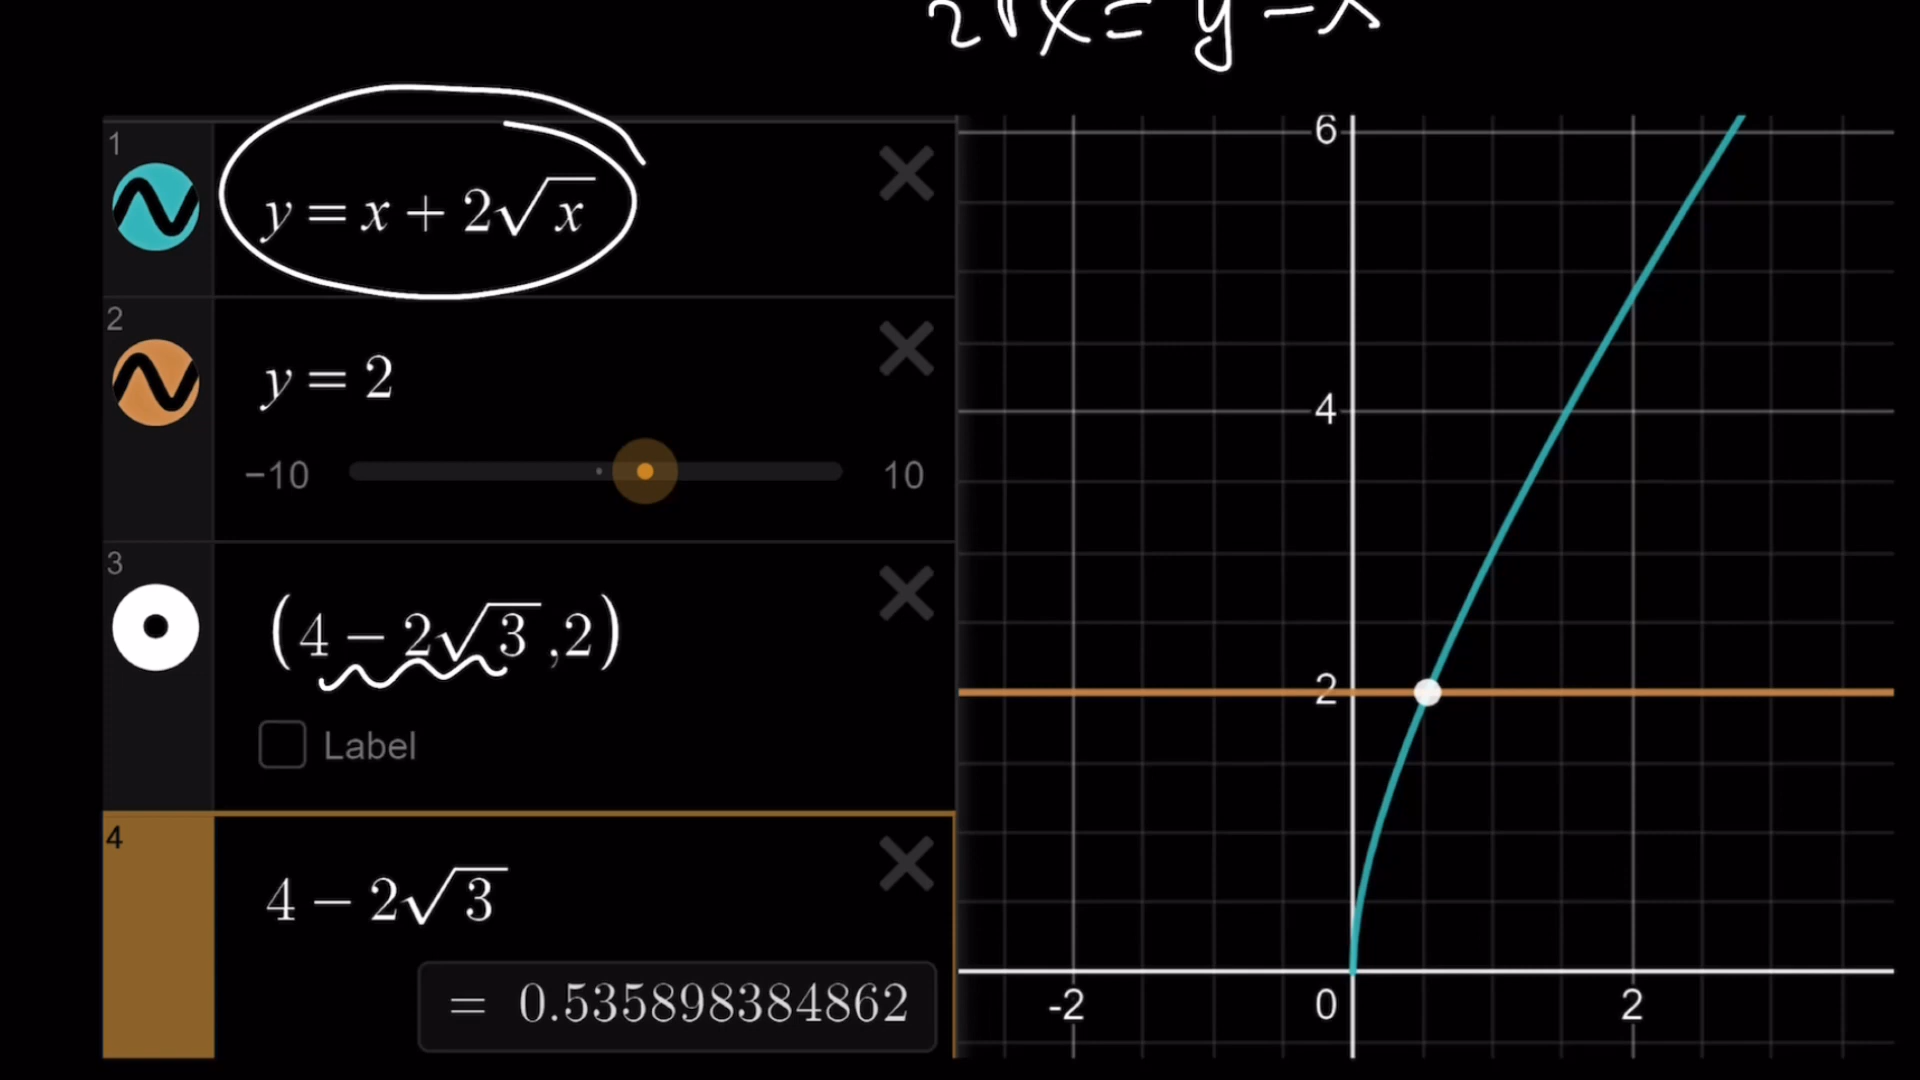 2√x = y - x
1
y = x + 2√x
2
y = 2
−10
10
3
(4 − 2√3 ,2)
Label
4
4 − 2√3
= 0.535898384862
6
4
2
-2
0
2